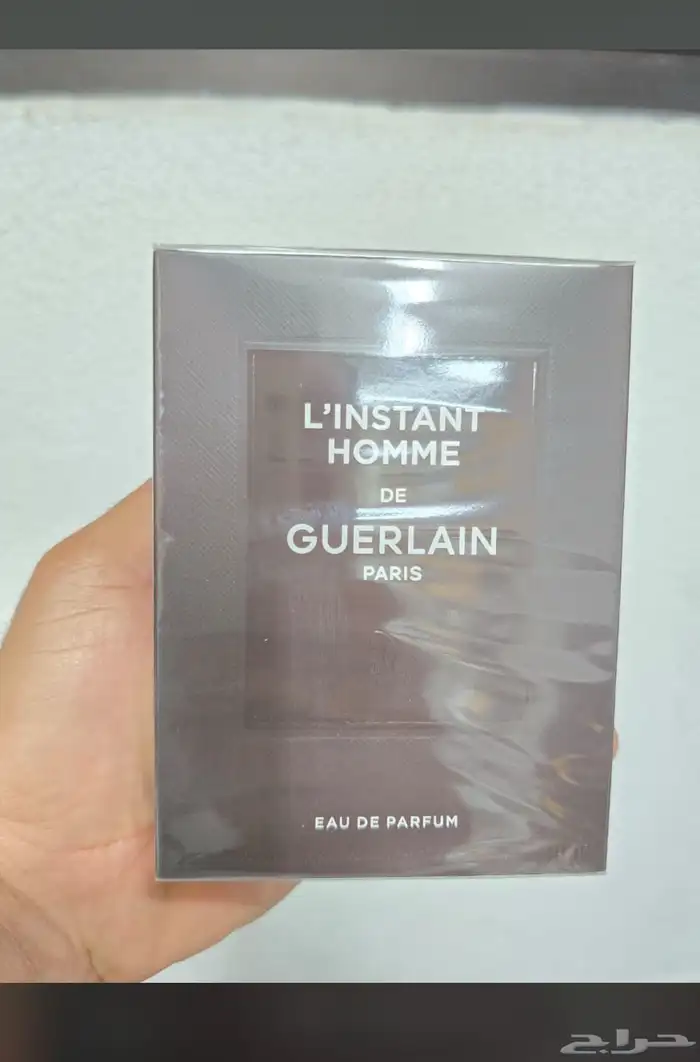 L'INSTANT
HOMME
DE
GUERLAIN
PARIS
EAU DE PARFUM
حراج